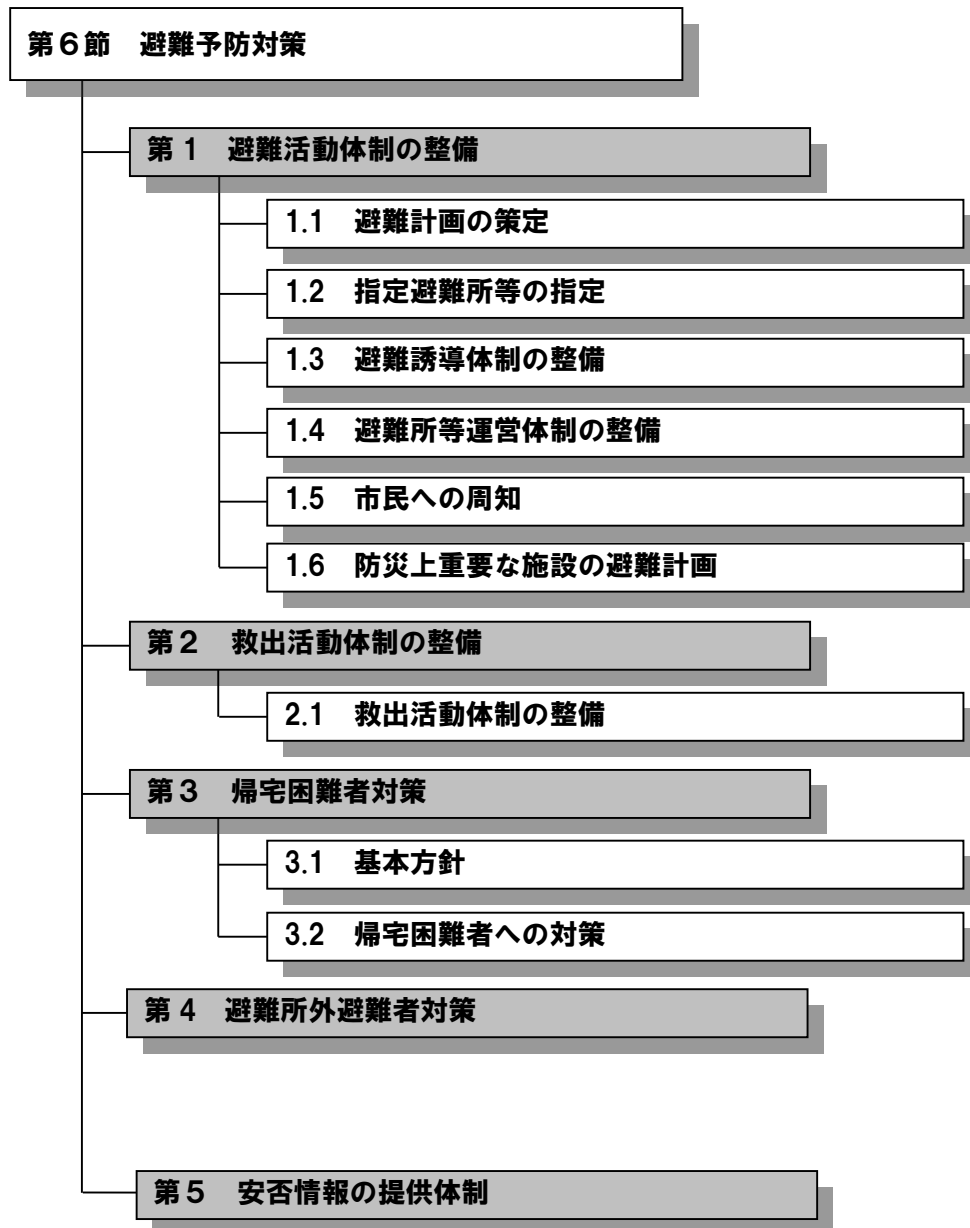 第６節　避難予防対策
第１　避難活動体制の整備
1.1　避難計画の策定
1.2　指定避難所等の指定
1.3　避難誘導体制の整備
1.4　避難所等運営体制の整備
1.5　市民への周知
1.6　防災上重要な施設の避難計画
第２　救出活動体制の整備
2.1　救出活動体制の整備
第３　帰宅困難者対策
3.1　基本方針
3.2　帰宅困難者への対策
第４　避難所外避難者対策
第５　安否情報の提供体制